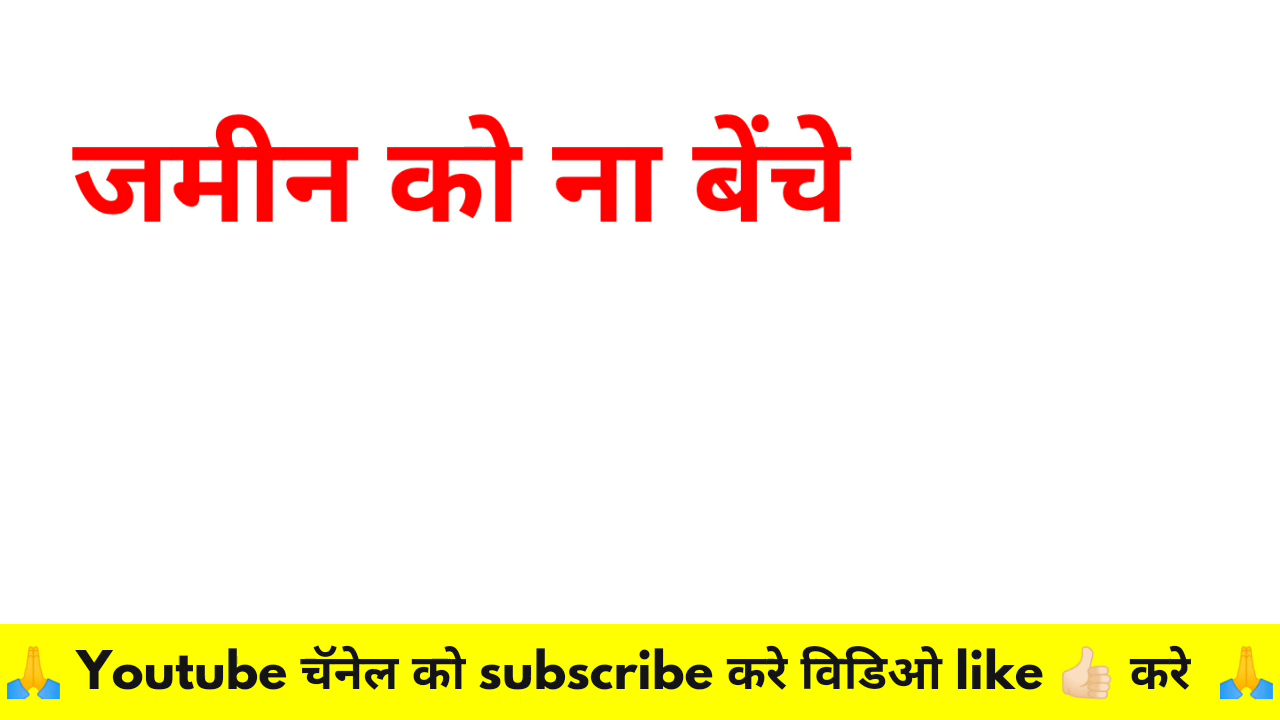 जमीन को ना बेंचे
🙏 Youtube चॅनेल को subscribe करे विडिओ like 👍🏻 करे 🙏